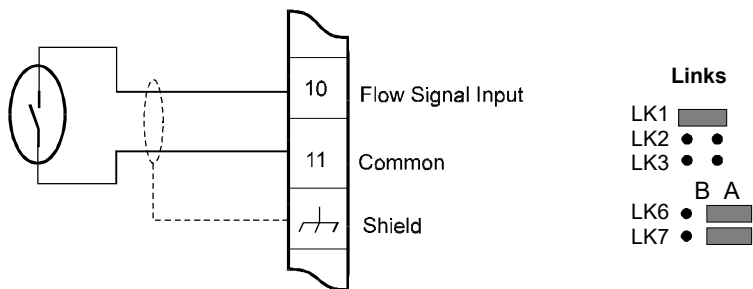 10 Flow Signal Input
11 Common
Shield
Links
LK1
LK2
LK3
B A
LK6
LK7